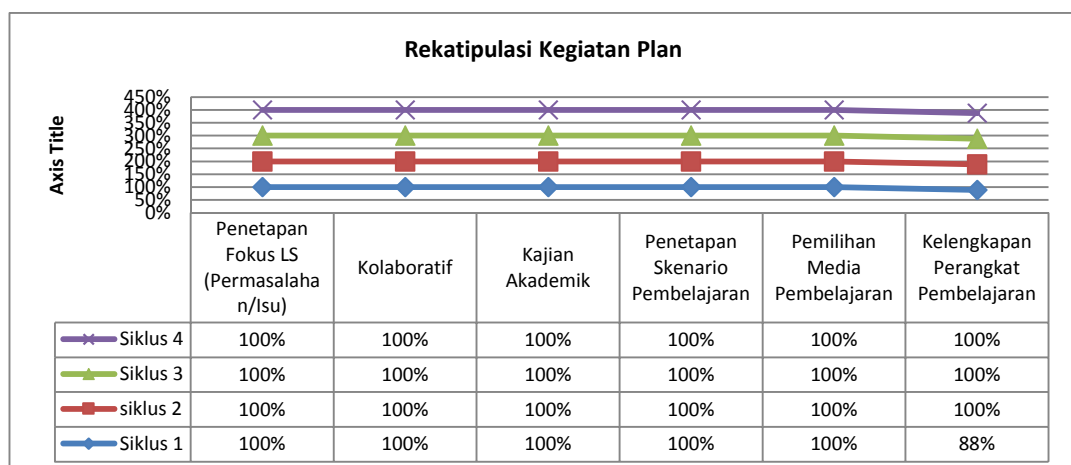 Rekatipulasi Kegiatan Plan
Axis Title
450%
400%
350%
300%
250%
200%
150%
100%
50%
0%
Penetapan
Fokus LS
(Permasalaha
n/Isu)
Kolaboratif
Kajian
Akademik
Penetapan
Skenario
Pembelajaran
Pemilihan
Media
Pembelajaran
Kelengkapan
Perangkat
Pembelajaran
Siklus 4 100% 100% 100% 100% 100% 100%
Siklus 3 100% 100% 100% 100% 100% 100%
siklus 2 100% 100% 100% 100% 100% 100%
Siklus 1 100% 100% 100% 100% 100% 88%